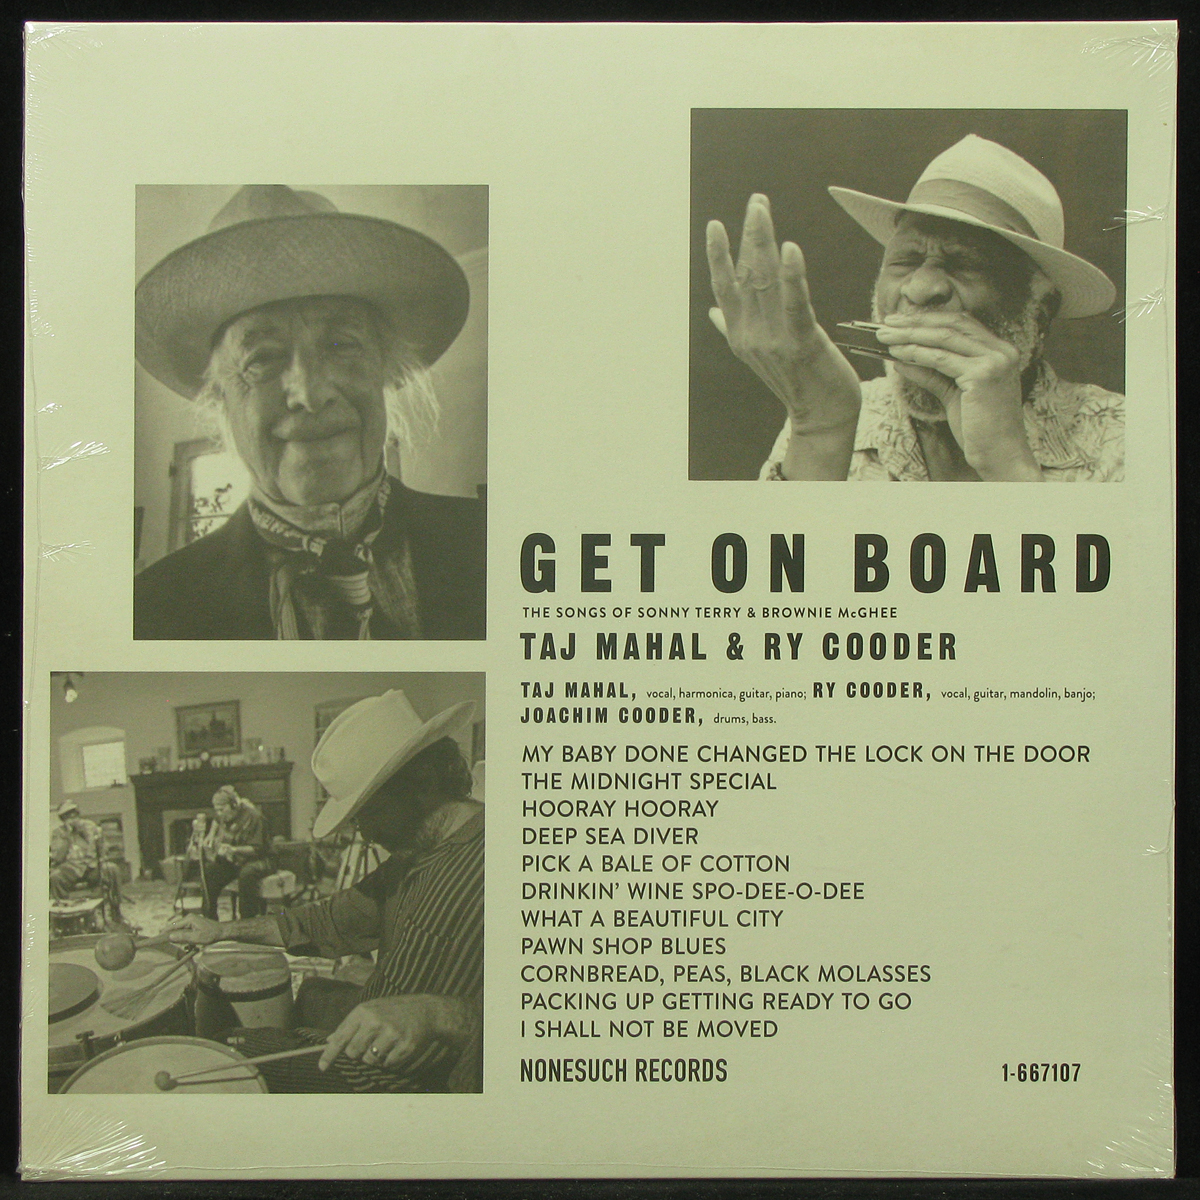 GET ON BOARD
THE SONGS OF SONNY TERRY & BROWNIE McGHEE
TAJ MAHAL & RY COODER
TAJ MAHAL, vocal, harmonica, guitar, piano; RY COODER, vocal, guitar, mandolin, banjo;
JOACHIM COODER, drums, bass.
MY BABY DONE CHANGED THE LOCK ON THE DOOR
THE MIDNIGHT SPECIAL
HOORAY HOORAY
DEEP SEA DIVER
PICK A BALE OF COTTON
DRINKIN' WINE SPO-DEE-O-DEE
WHAT A BEAUTIFUL CITY
PAWN SHOP BLUES
CORNBREAD, PEAS, BLACK MOLASSES
PACKING UP GETTING READY TO GO
I SHALL NOT BE MOVED
NONESUCH RECORDS 1-667107